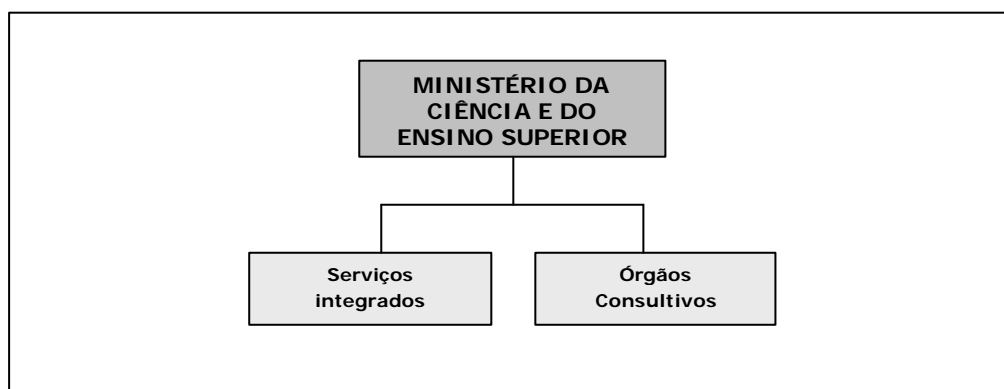 MINISTÉRIO DA
CIÊNCIA E DO
ENSINO SUPERIOR
Serviços
integrados
Órgãos
Consultivos